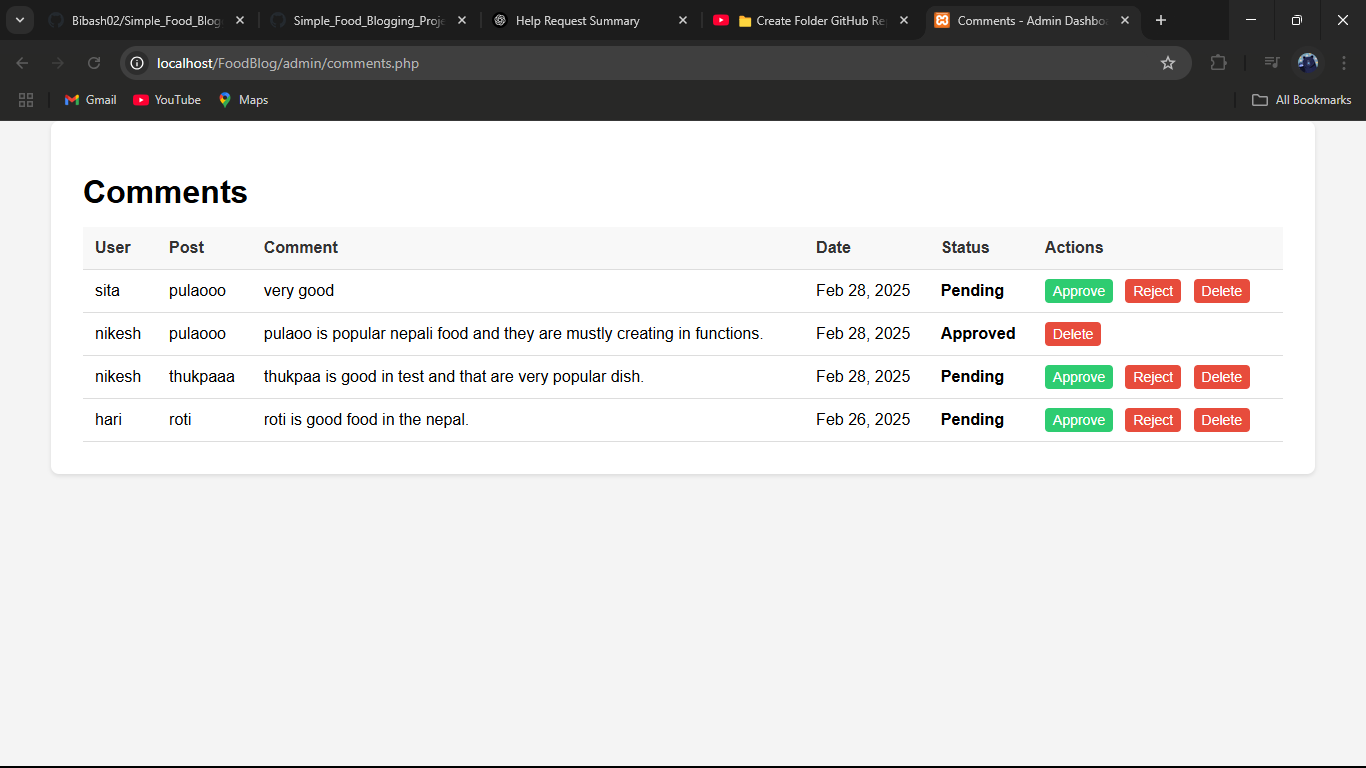 Bibash02/Simple_Food_Blog
Simple_Food_Blogging_Proje
Help Request Summary
Create Folder GitHub Re
Comments - Admin Dashbo
localhost/FoodBlog/admin/comments.php
Gmail
YouTube
Maps
All Bookmarks
Comments
User Post Comment Date Status Actions
sita pulaooo very good Feb 28, 2025 Pending Approve Reject Delete
nikesh pulaooo pulaoo is popular nepali food and they are mustly creating in functions. Feb 28, 2025 Approved Delete
nikesh thukpaaa thukpaa is good in test and that are very popular dish. Feb 28, 2025 Pending Approve Reject Delete
hari roti roti is good food in the nepal. Feb 26, 2025 Pending Approve Reject Delete